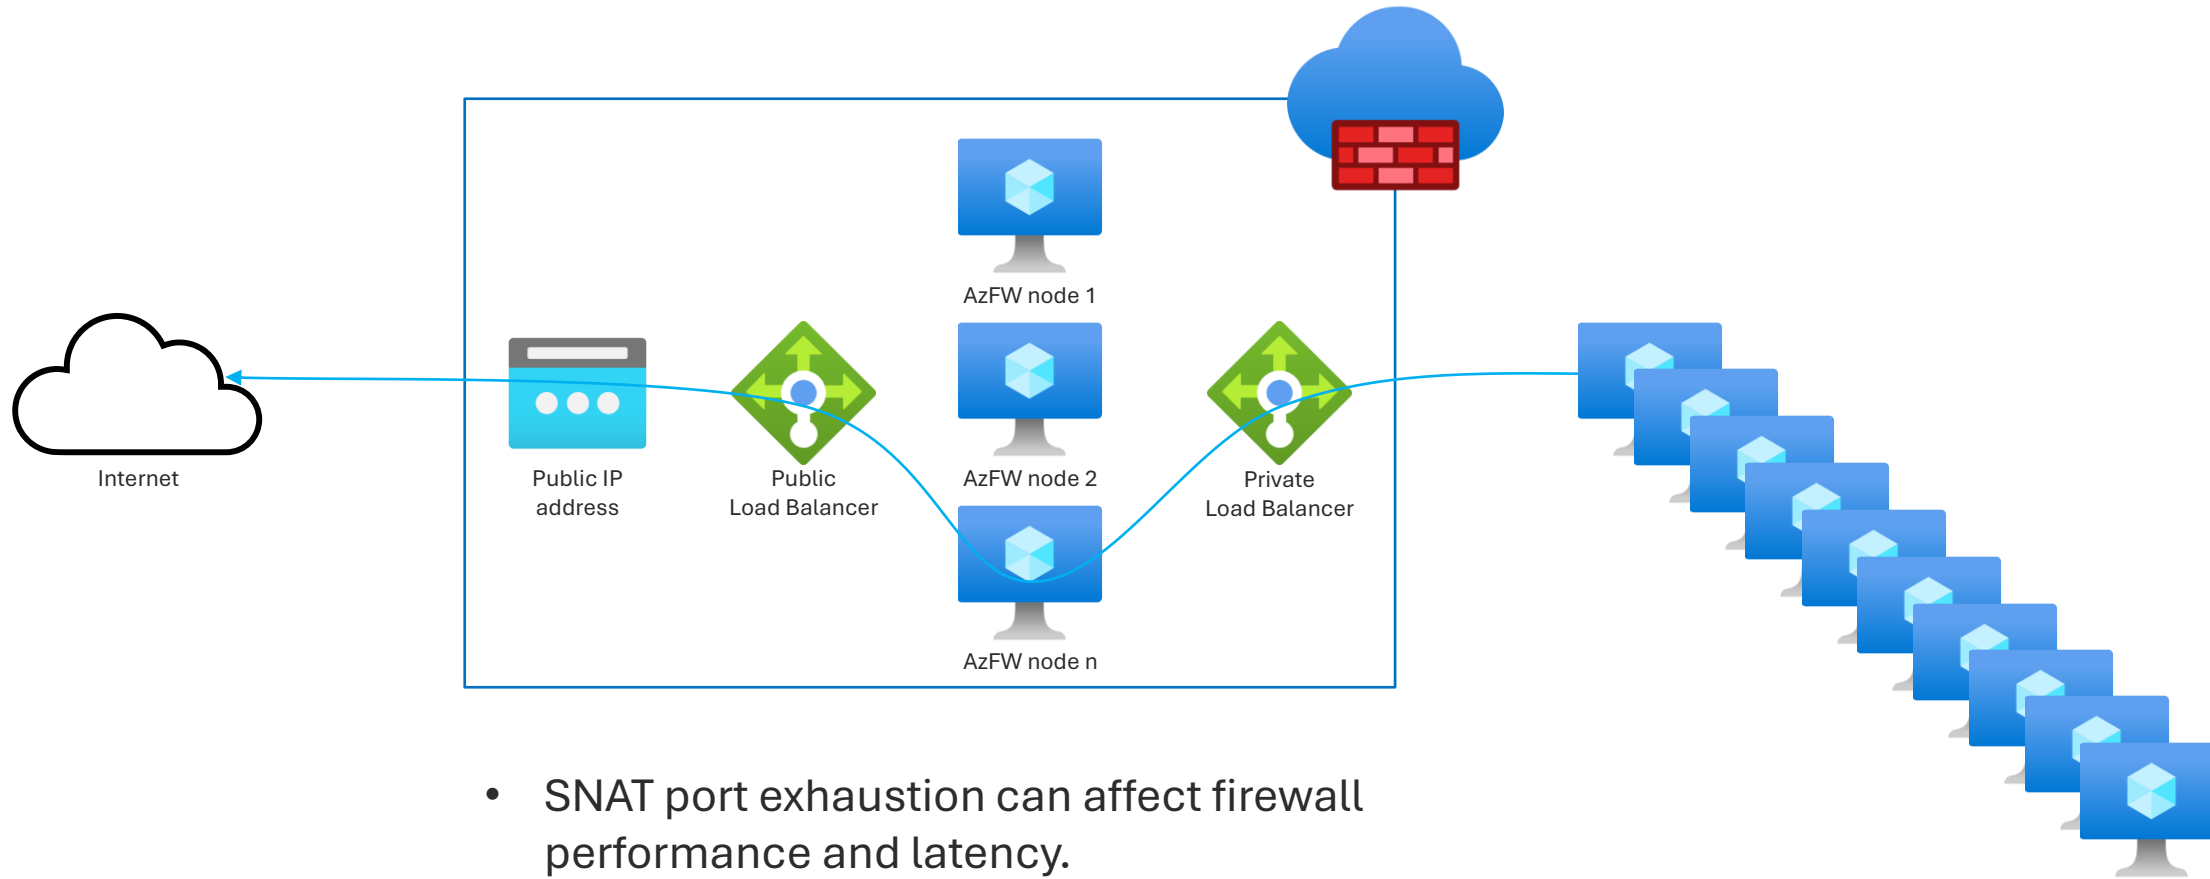 AzFW node 1
Internet
Public IP
address
Public
Load Balancer
AzFW node 2
Private
Load Balancer
AzFW node n
• SNAT port exhaustion can affect firewall
performance and latency.